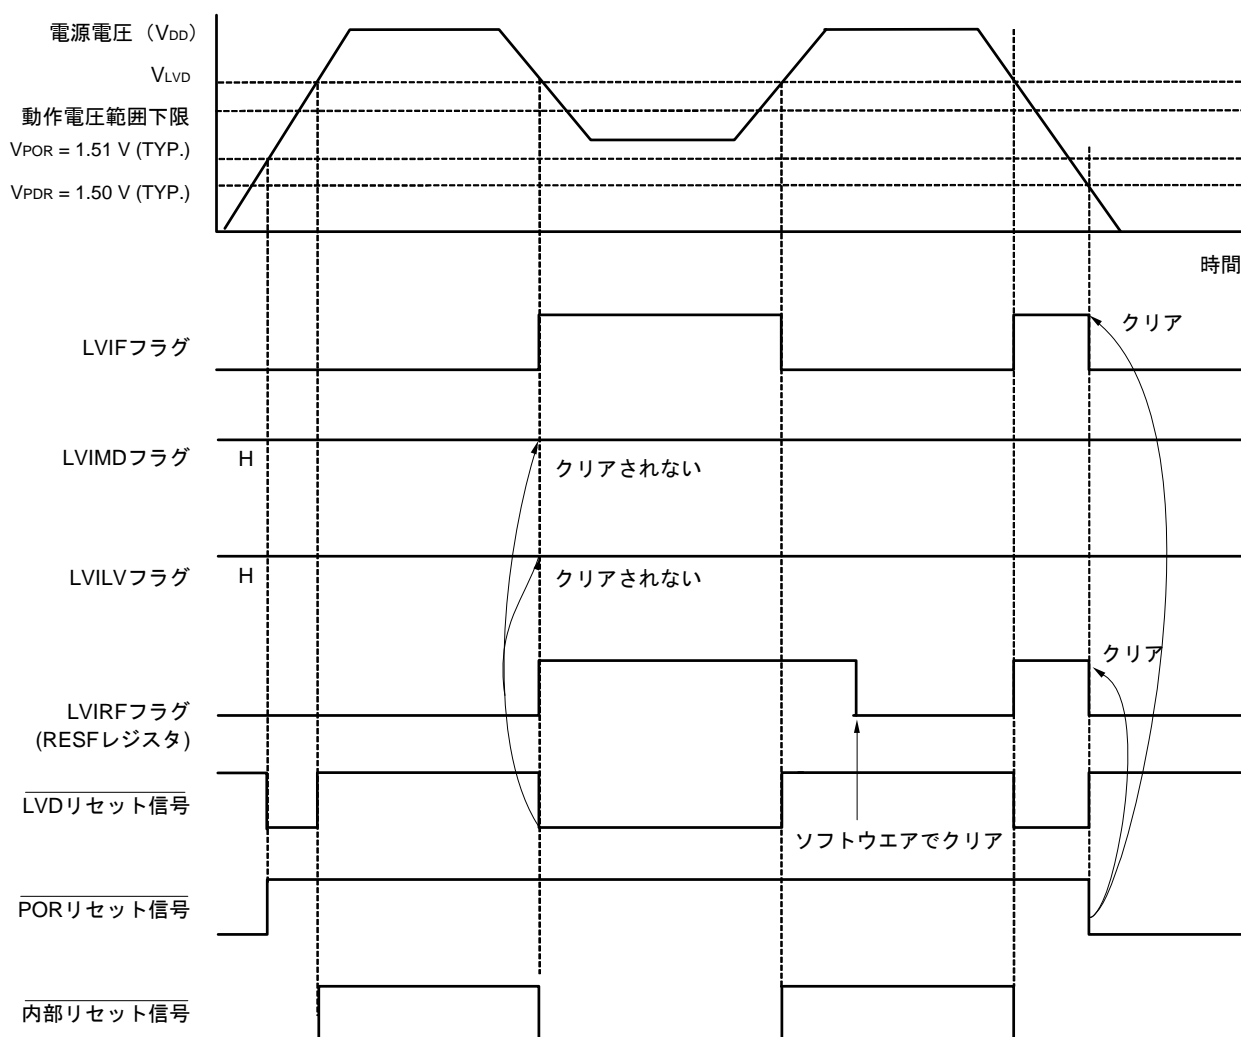 電源電圧（VDD）
VLVD
動作電圧範囲下限
VPOR = 1.51 V (TYP.)
VPDR = 1.50 V (TYP.)
時間
クリア
LVIFフラグ
LVIMDフラグ
H
クリアされない
LVILVフラグ
H
クリアされない
クリア
LVIRFフラグ
(RESFレジスタ)
LVDリセット信号
ソフトウエアでクリア
PORリセット信号
内部リセット信号